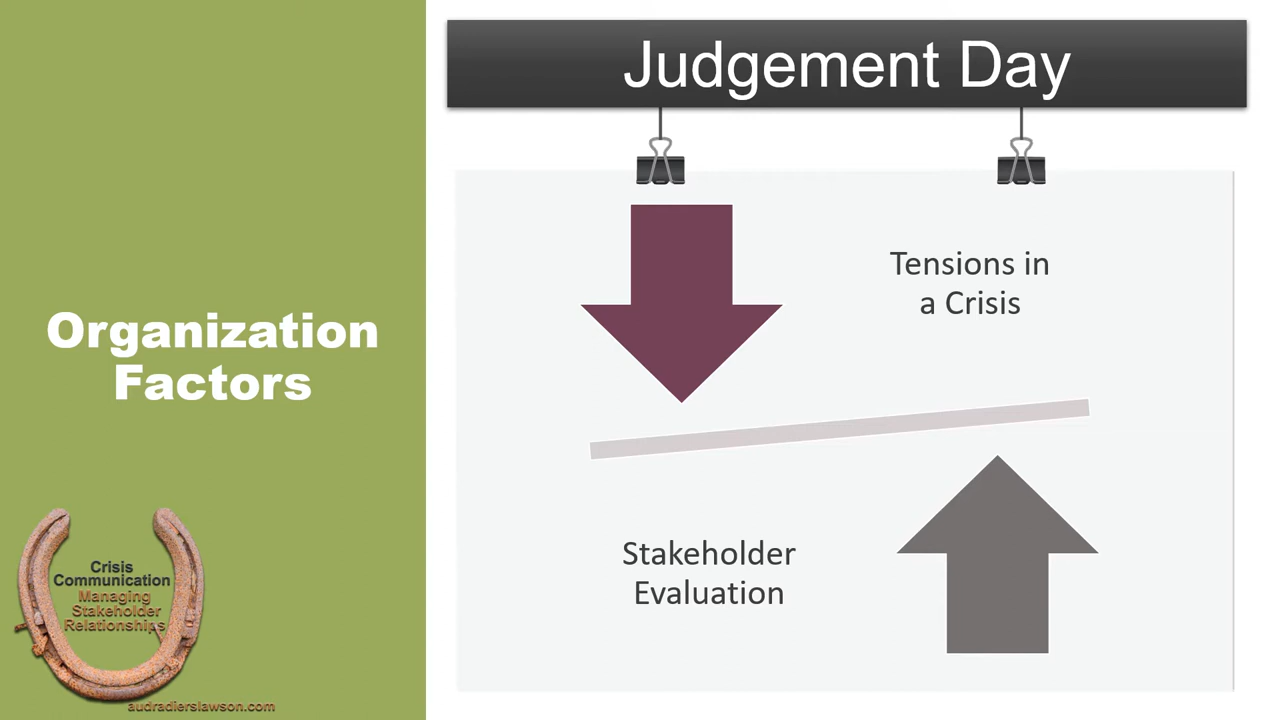 Judgement Day
Organization
Factors
Tensions in
a Crisis
Stakeholder
Evaluation
Crisis
Communication
Managing
Stakeholder
Relationships
audradierslawson.com